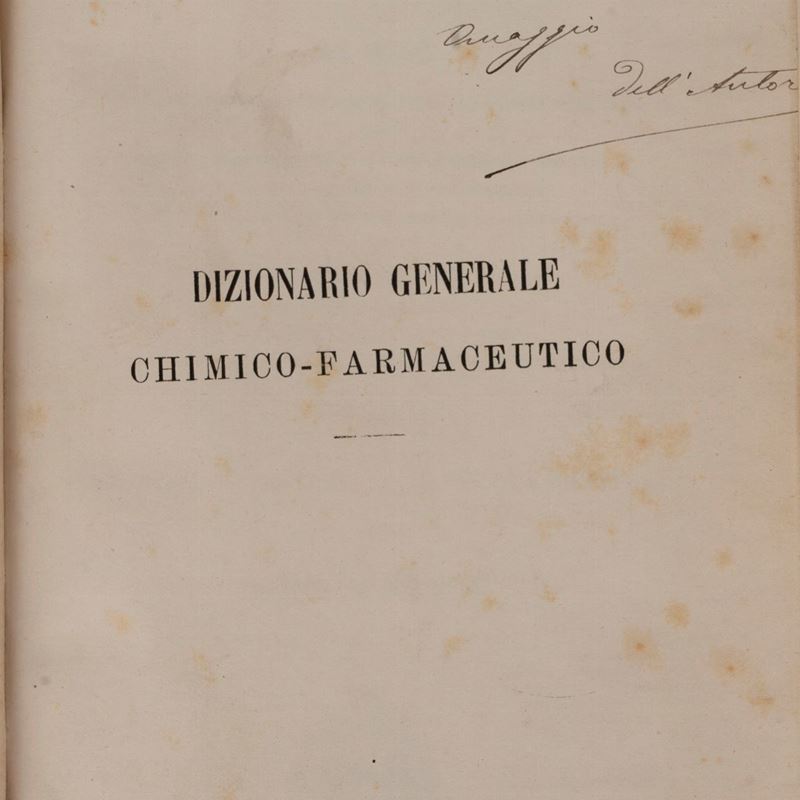 Omaggio
Dell' Autor
DIZIONARIO GENERALE
CHIMICO-FARMACEUTICO